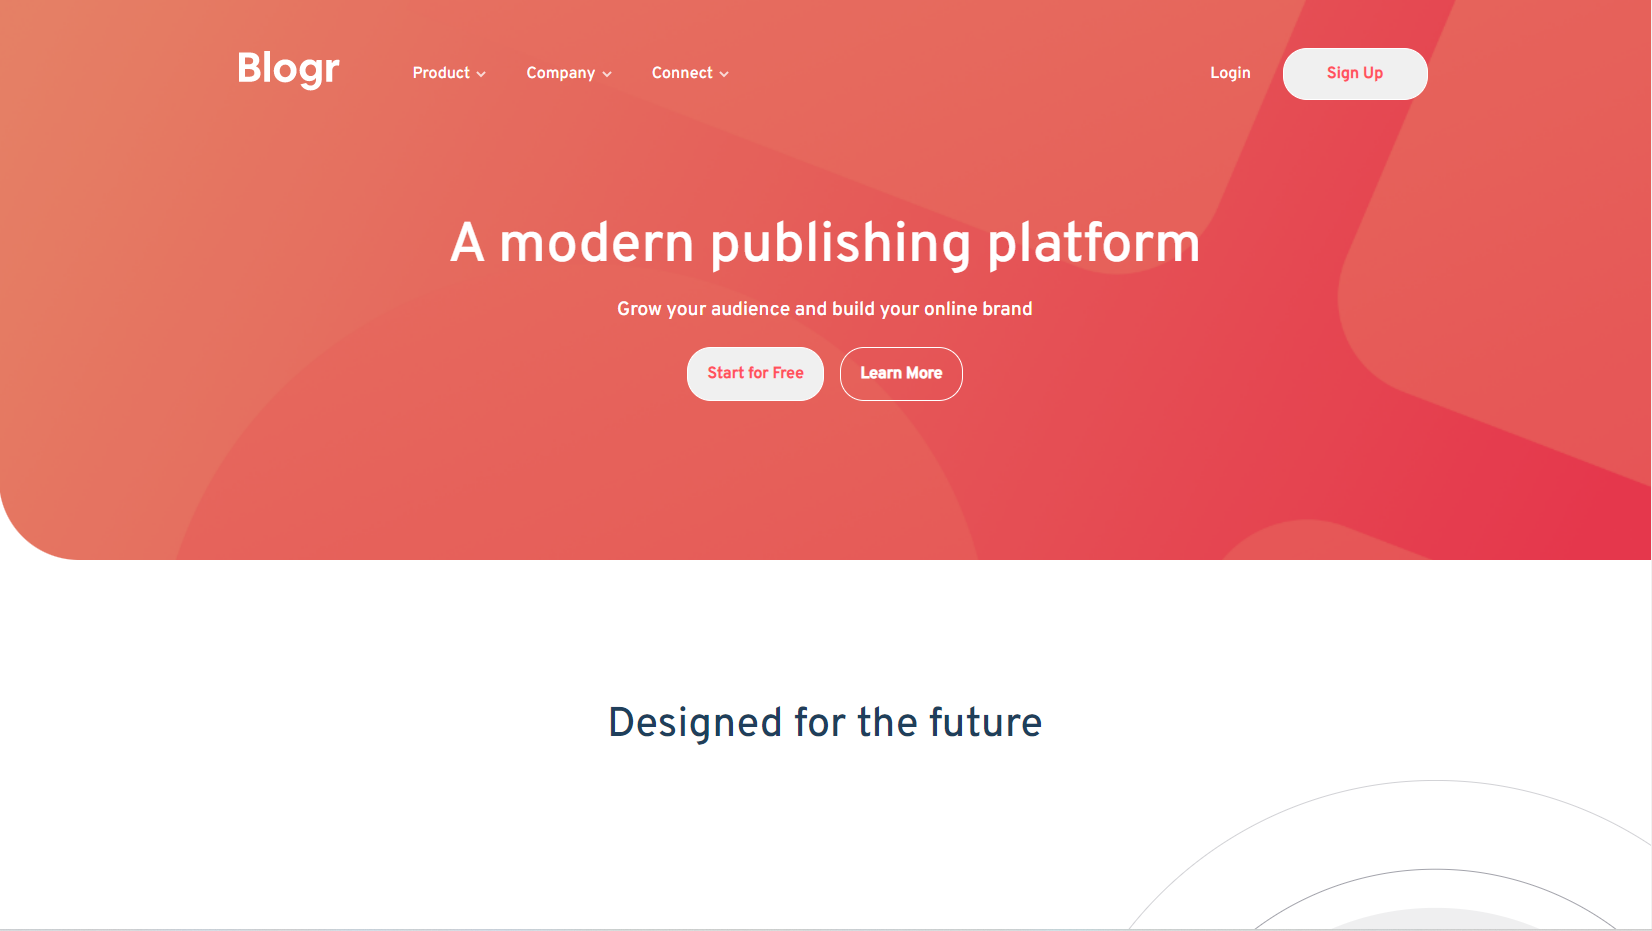 Blogr Product Company Connect Login Sign Up
A modern publishing platform
Grow your audience and build your online brand
Start for Free Learn More
Designed for the future